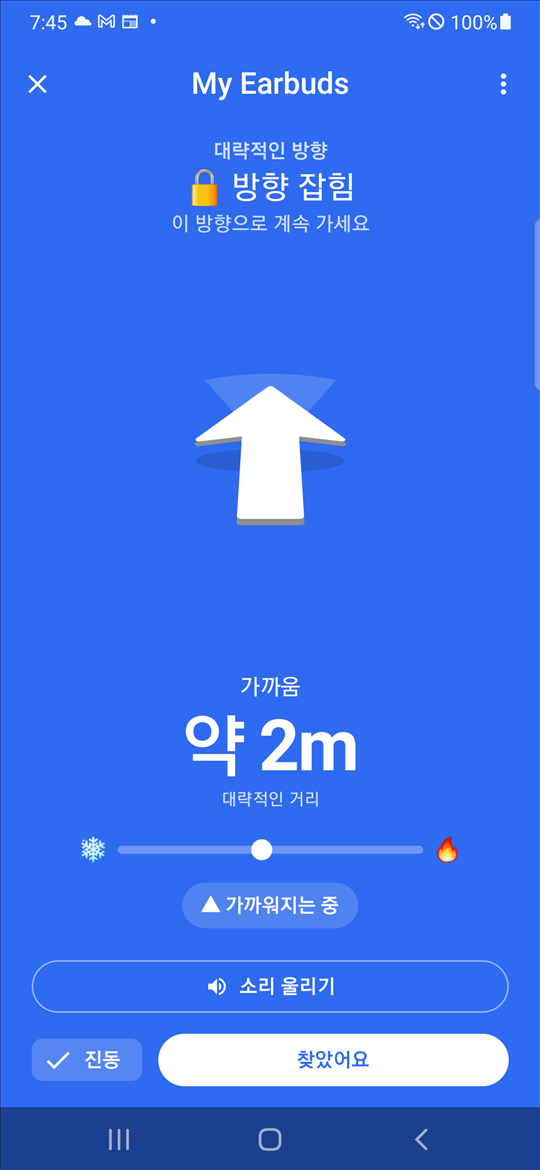 7:45
100%
My Earbuds
대략적인 방향
🔒 방향 잡힘
이 방향으로 계속 가세요
가까움
약 2m
대략적인 거리
▲ 가까워지는 중
소리 울리기
진동
찾았어요